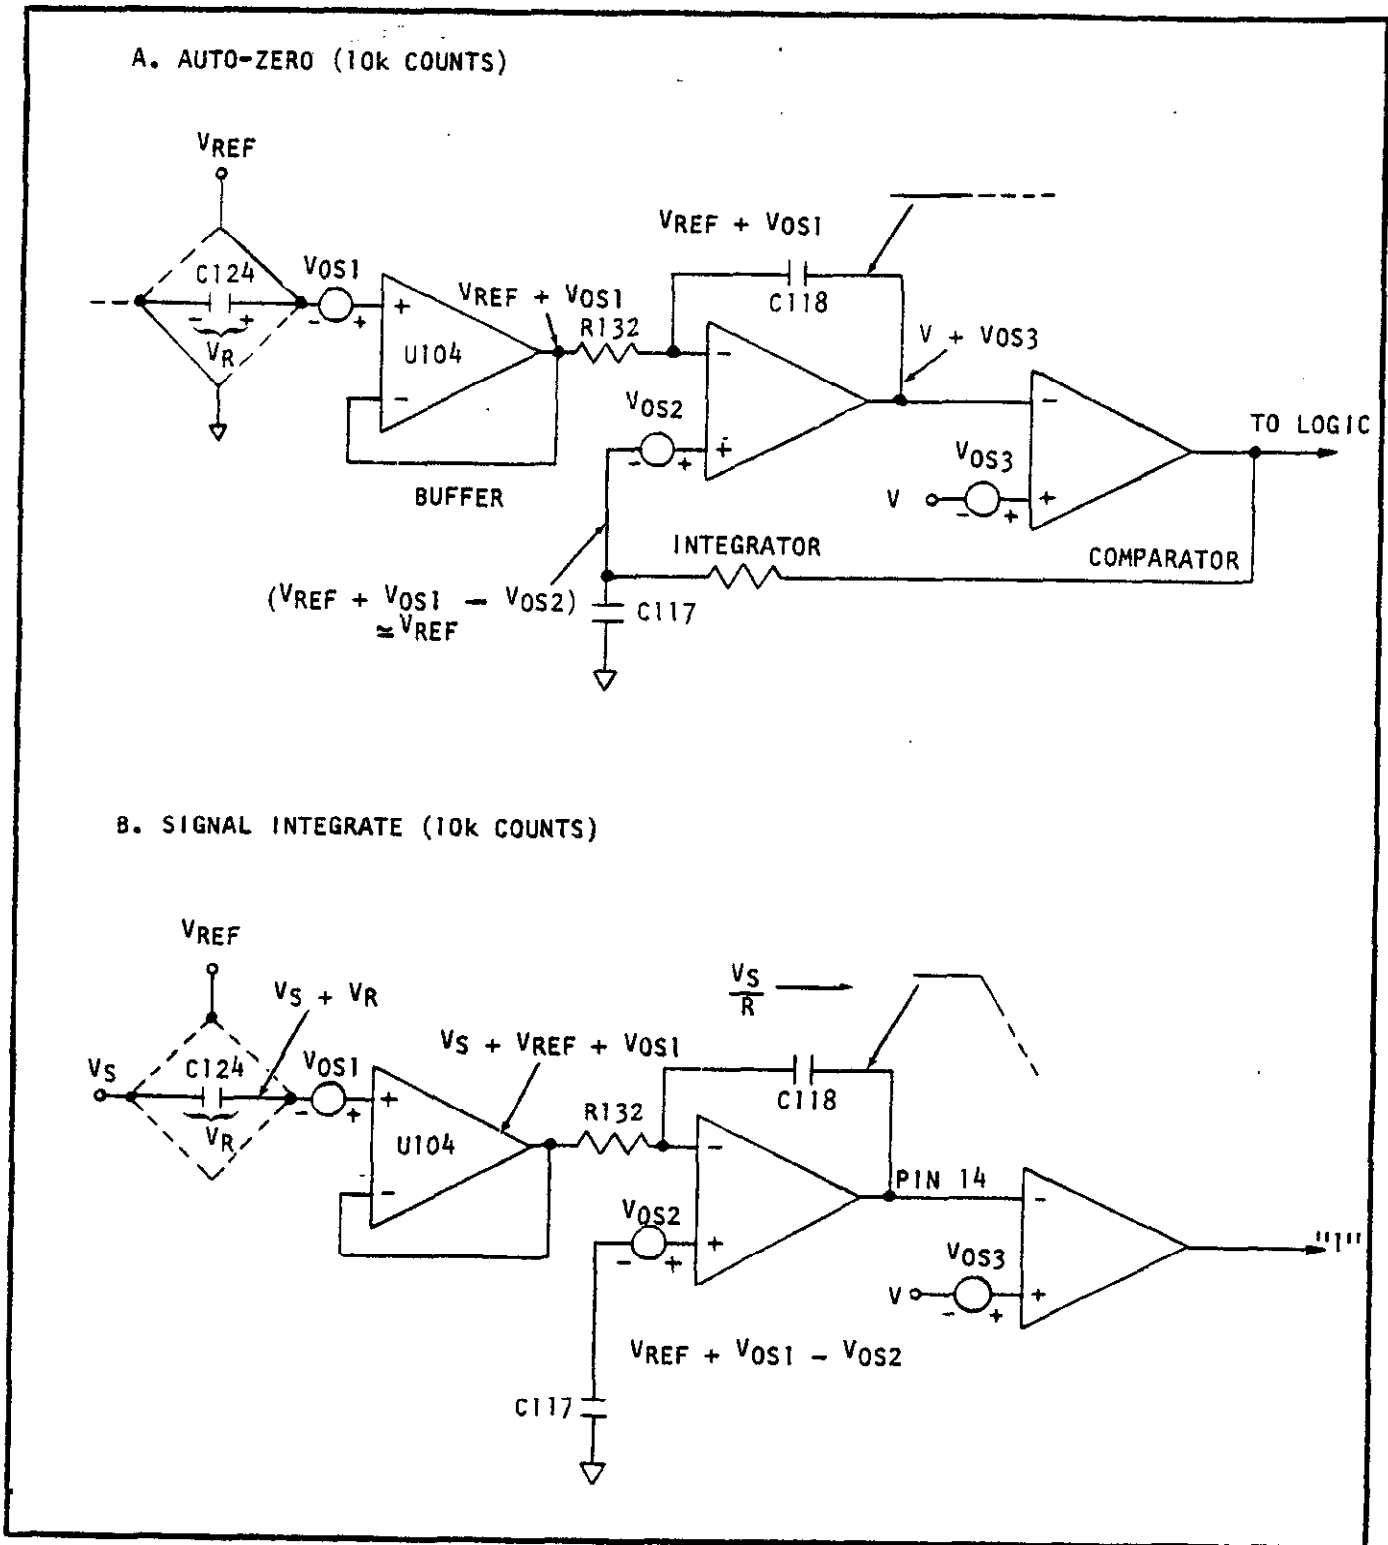 A. AUTO-ZERO (10k COUNTS)
VREF
VREF + VOS1
C124
VOS1
- +
VR
- +
+
-
U104
VREF + VOS1
R132
C118
V + VOS3
-
+
VOS2
- +
-
+
VOS3
V
- +
TO LOGIC
BUFFER
INTEGRATOR
COMPARATOR
(VREF + VOS1 - VOS2)
≃VREF
C117
B. SIGNAL INTEGRATE (10k COUNTS)
VREF
VS + VR
VS
R
VS
C124
VOS1
VR
- +
+
-
U104
VS + VREF + VOS1
R132
C118
PIN 14
-
+
VOS2
- +
-
+
VOS3
V
- +
"1"
VREF + VOS1 - VOS2
C117